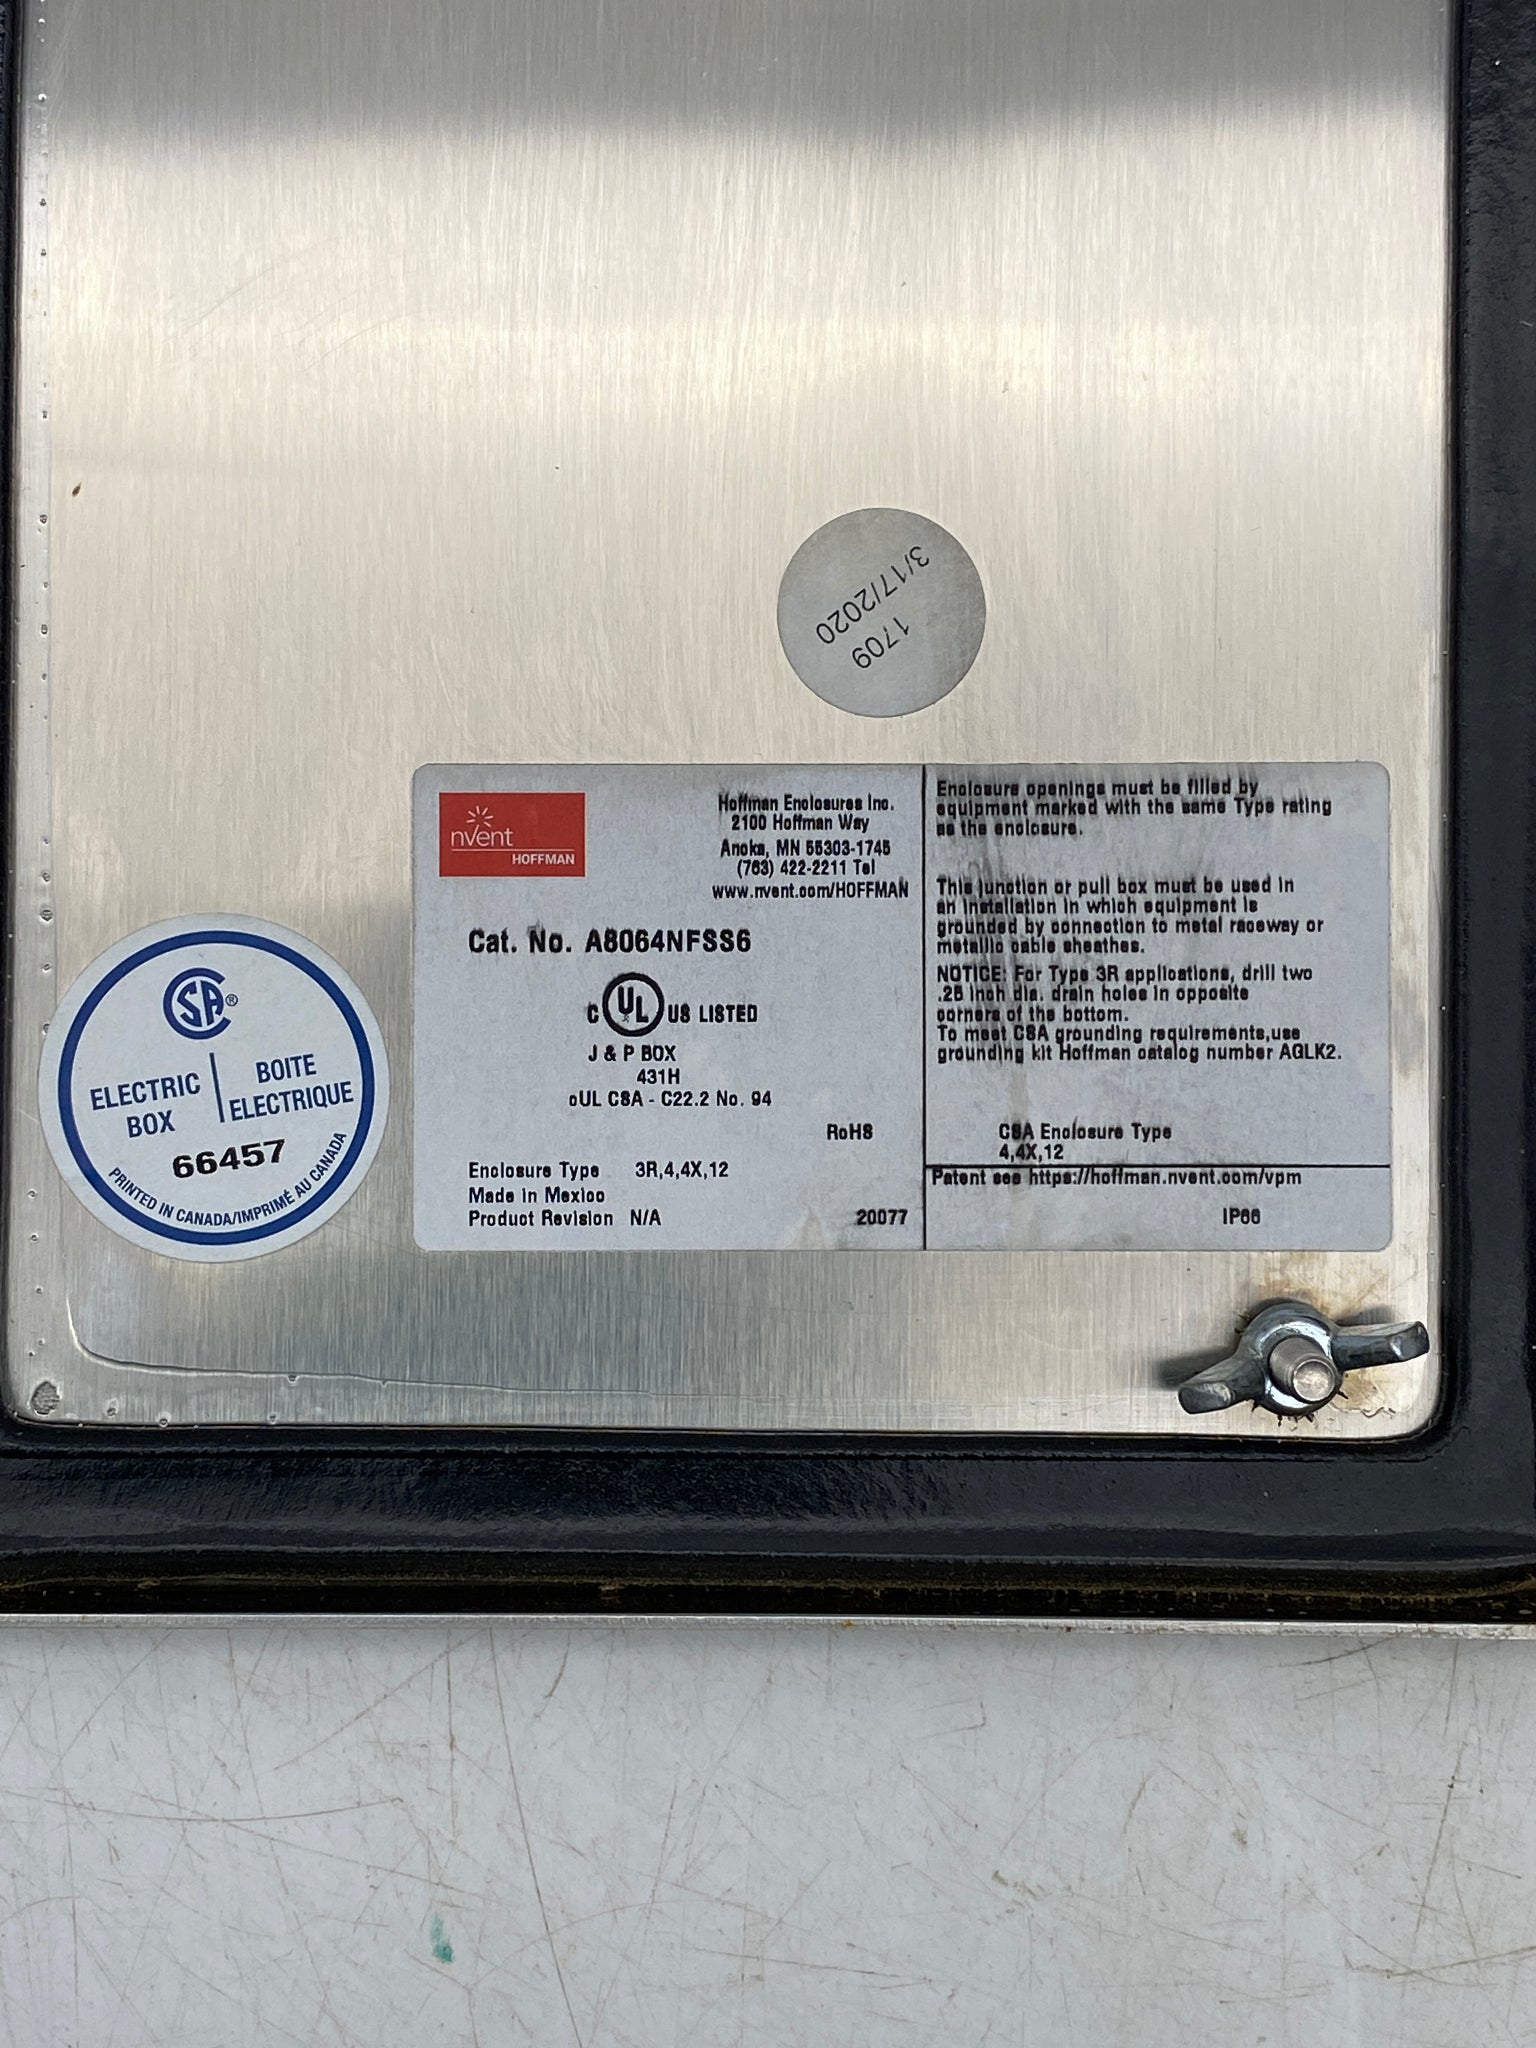 3/17/2020
1709
nVent
HOFFMAN
Hoffman Enclosures Inc.
2100 Hoffman Way
Anoka, MN 55303-1745
(763) 422-2211 Tel
www.nvent.com/HOFFMAN
Cat. No. A8064NFSS6
C UL US LISTED
J & P BOX
431H
cUL CSA - C22.2 No. 94
RoHS
Enclosure Type 3R,4,4X,12
Made in Mexico
Product Revision N/A
20077
Enclosure openings must be filled by
equipment marked with the same Type rating
as the enclosure.
This junction or pull box must be used in
an installation in which equipment is
grounded by connection to metal raceway or
metallic cable sheathes.
NOTICE: For Type 3R applications, drill two
.25 inch dia. drain holes in opposite
corners of the bottom.
To meet CSA grounding requirements,use
grounding kit Hoffman catalog number AGLK2.
CSA Enclosure Type
4,4X,12
Patent see https://hoffman.nvent.com/vpm
IP66
CSA®
ELECTRIC
BOX
BOITE
ELECTRIQUE
66457
PRINTED IN CANADA/IMPRIMÉ AU CANADA